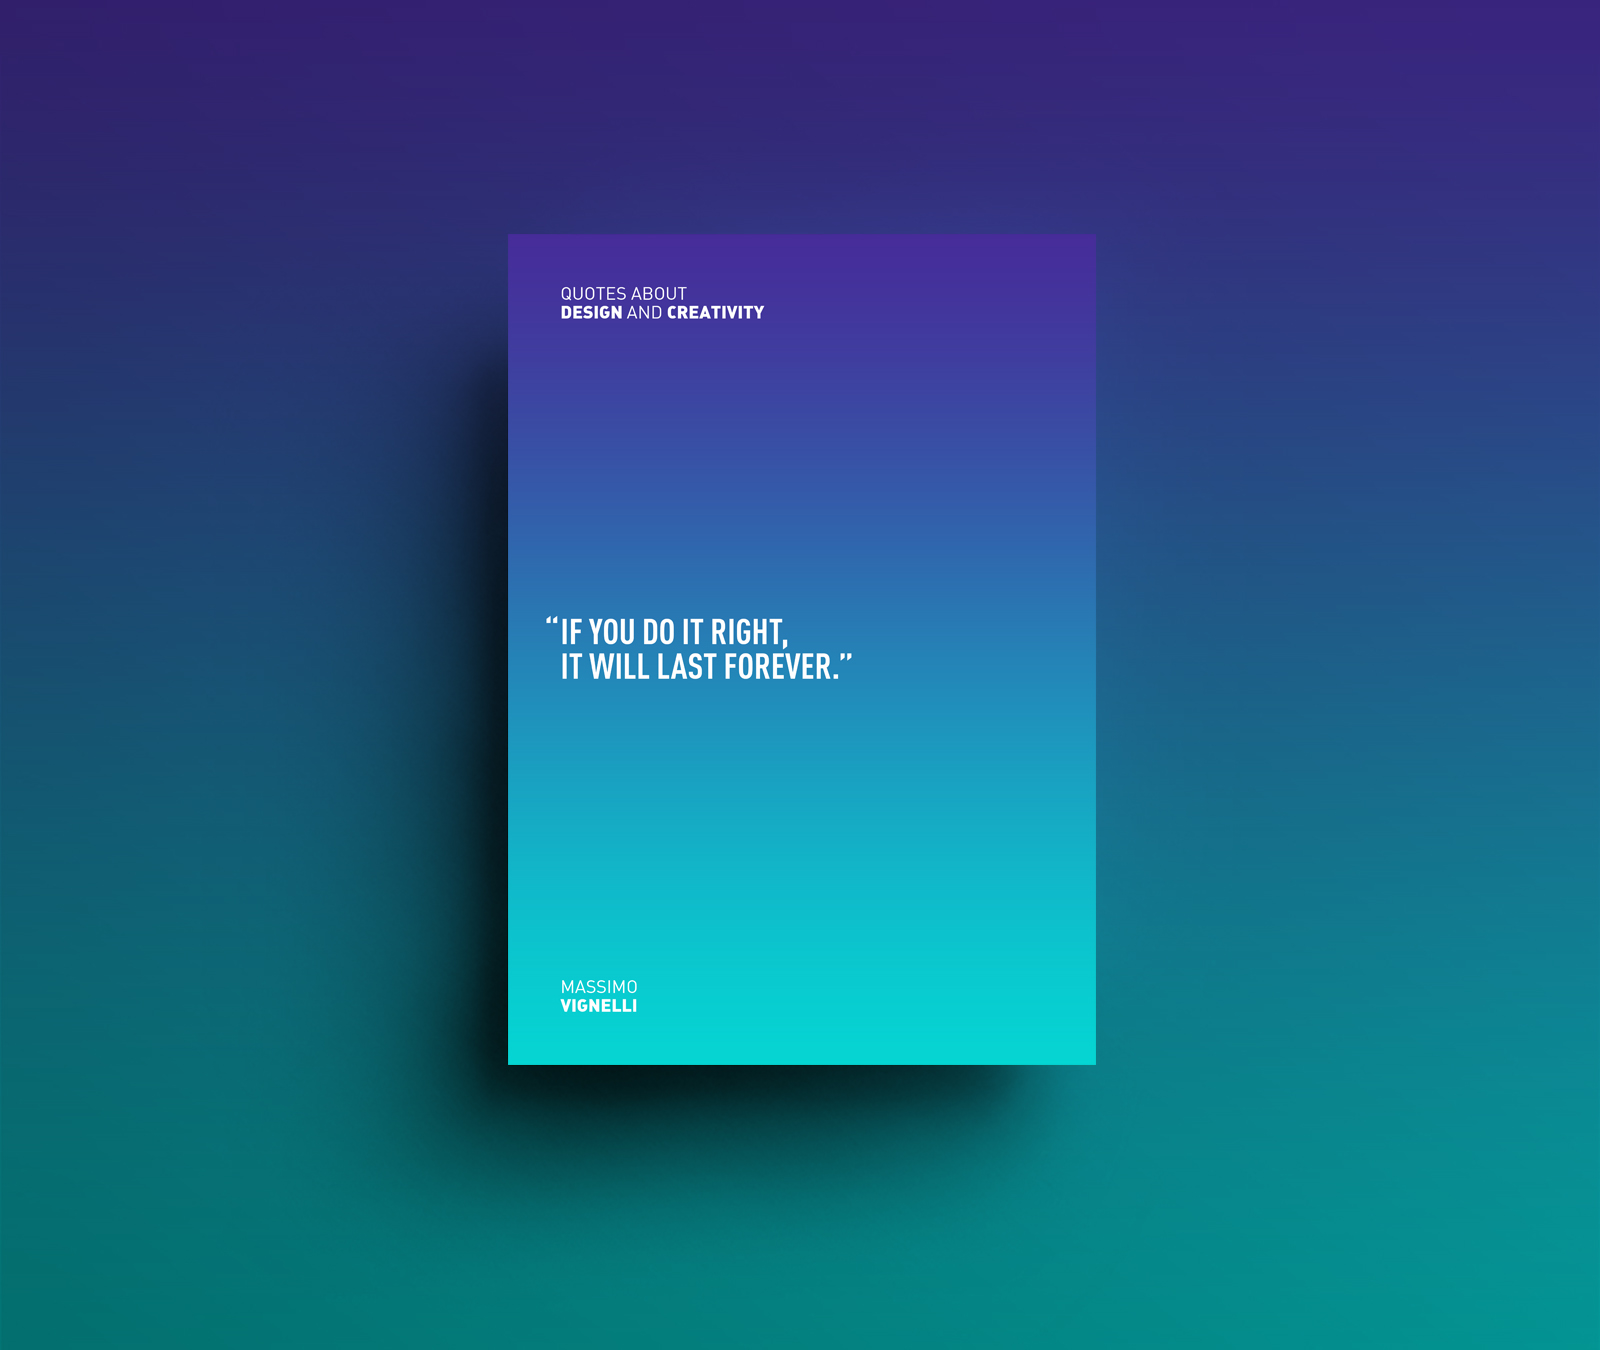 QUOTES ABOUT
DESIGN AND CREATIVITY
“IF YOU DO IT RIGHT,
IT WILL LAST FOREVER.”
MASSIMO
VIGNELLI